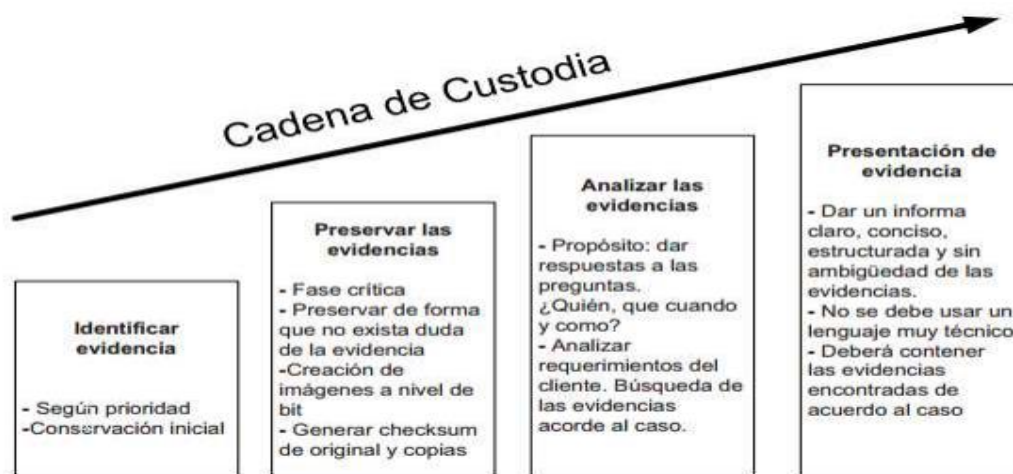 Cadena de Custodia
Identificar
evidencia
- Según prioridad
-Conservación inicial
Preservar las
evidencias
- Fase crítica
- Preservar de forma
que no exista duda
de la evidencia
-Creación de
imágenes a nivel de
bit
- Generar checksum
de original y copias
Analizar las
evidencias
- Propósito: dar
respuestas a las
preguntas.
¿Quién, que cuando
y como?
- Analizar
requerimientos del
cliente. Búsqueda de
las evidencias
acorde al caso.
Presentación de
evidencia
- Dar un informa
claro, conciso,
estructurada y sin
ambigüedad de las
evidencias.
- No se debe usar un
lenguaje muy técnico
- Deberá contener
las evidencias
encontradas de
acuerdo al caso